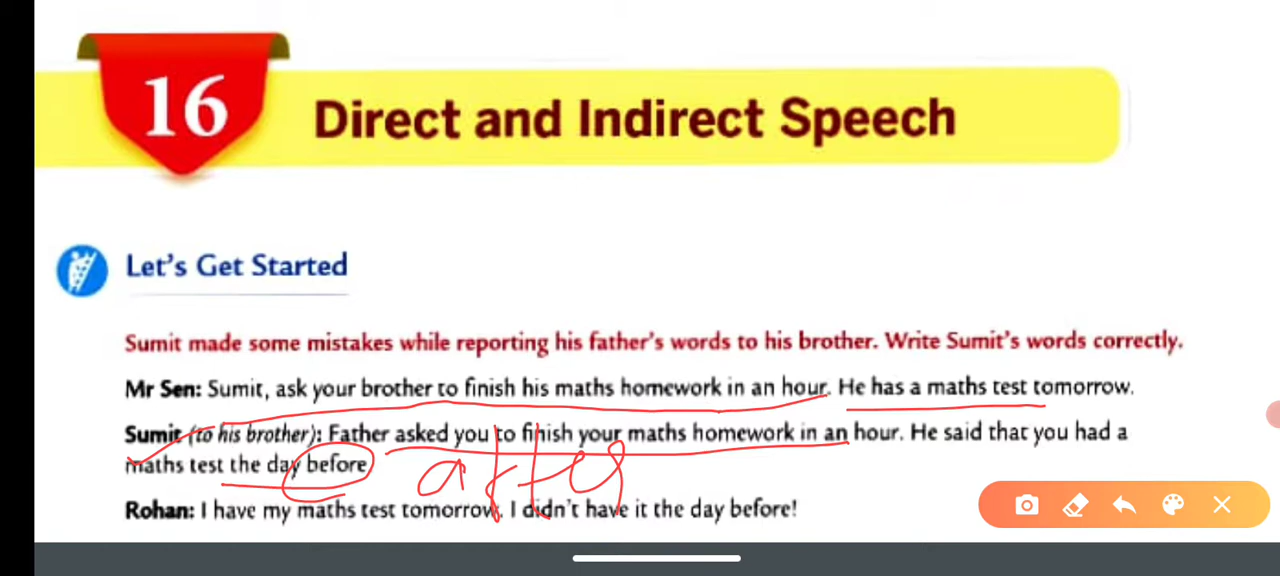 16
Direct and Indirect Speech
Let's Get Started
Sumit made some mistakes while reporting his father's words to his brother. Write Sumit's words correctly.
Mr Sen: Sumit, ask your brother to finish his maths homework in an hour. He has a maths test tomorrow.
Sumit (to his brother): Father asked you to finish your maths homework in an hour. He said that you had a
maths test the day before
after
Rohan: I have my maths test tomorrow. I didn't have it the day before!